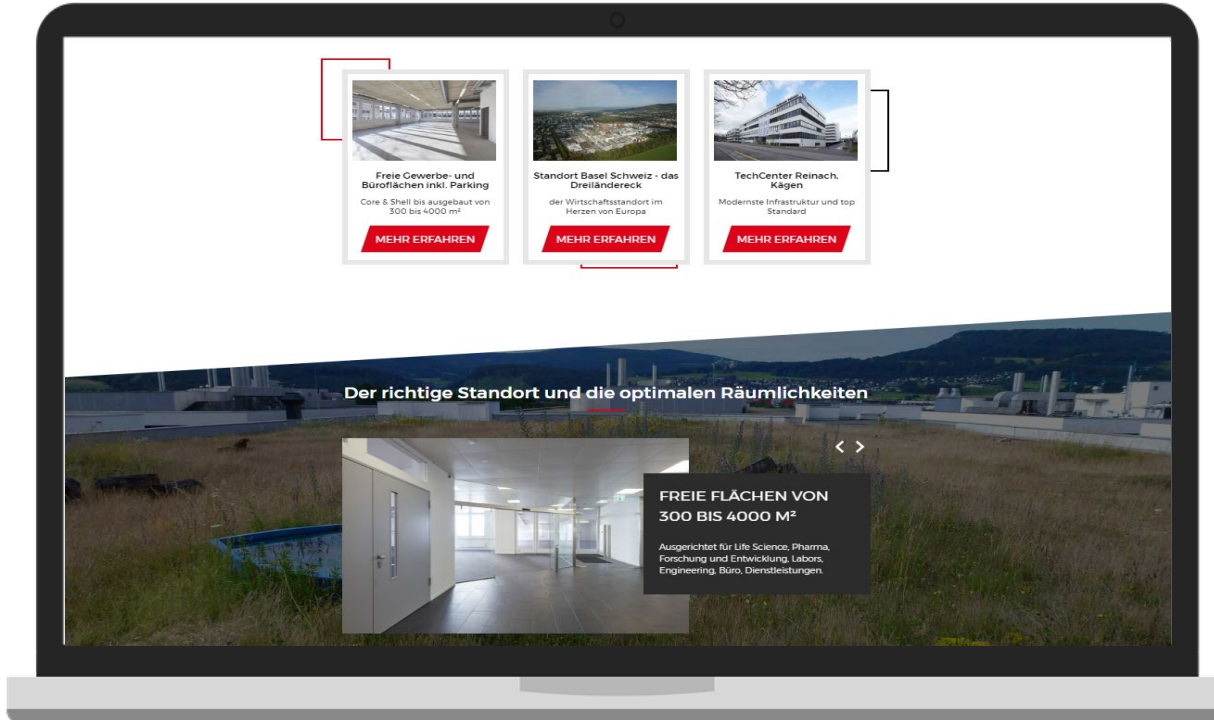 Freie Gewerbe- und
Büroflächen inkl. Parking
Core & Shell bis ausgebaut von
300 bis 4000 m²
MEHR ERFAHREN
Standort Basel Schweiz - das
Dreiländereck
der Wirtschaftsstandort im
Herzen von Europa
MEHR ERFAHREN
TechCenter Reinach,
Kägen
Modernste Infrastruktur und top
Standard
MEHR ERFAHREN
Der richtige Standort und die optimalen Räumlichkeiten
FREIE FLÄCHEN VON
300 BIS 4000 M²
Ausgerichtet für Life Science, Pharma,
Forschung und Entwicklung, Labors,
Engineering, Büro, Dienstleistungen.